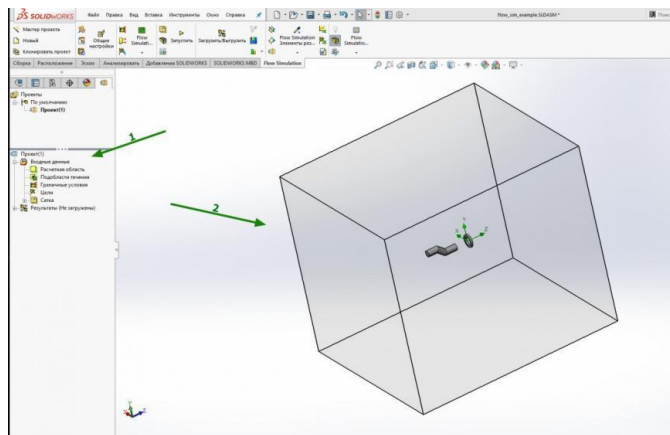 SOLIDWORKS
Файл Правка Вид Вставка Инструменты Окно Справка
flow_sim_example.SLDASM *
Мастер проекта
Новый
Клонировать проект
Общие настройки
Flow Simulati...
Запустить
Загрузить/Выгрузить
Flow Simulation Элементы рез...
Flow Simulatio...
Сборка Расположение Эскиз Анализировать Добавления SOLIDWORKS SOLIDWORKS MBD Flow Simulation
Проекты
По умолчанию
Проект(1)
1
Проект(1)
Входные данные
Расчетная область
Подобласти течения
Граничные условия
Цели
Сетка
Результаты (Не загружены)
2
Y
X
Z
Y
X
Z